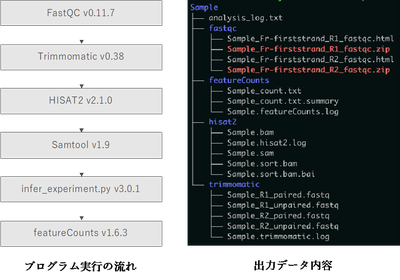 FastQC v0.11.7
Trimmomatic v0.38
HISAT2 v2.1.0
Samtool v1.9
infer_experiment.py v3.0.1
featureCounts v1.6.3
プログラム実行の流れ
Sample
analysis_log.txt
fastqc
Sample_Fr-firststrand_R1_fastqc.html
Sample_Fr-firststrand_R1_fastqc.zip
Sample_Fr-firststrand_R2_fastqc.html
Sample_Fr-firststrand_R2_fastqc.zip
featureCounts
Sample_count.txt
Sample_count.txt.summary
Sample.featureCounts.log
hisat2
Sample.bam
Sample.hisat2.log
Sample.sam
Sample.sort.bam
Sample.sort.bam.bai
trimmomatic
Sample_R1_paired.fastq
Sample_R1_unpaired.fastq
Sample_R2_paired.fastq
Sample_R2_unpaired.fastq
Sample.trimmomatic.log
出力データ内容